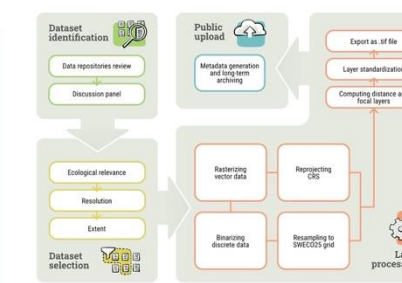 Dataset
identification
Data repositories review
Discussion panel
Public
upload
Metadata generation
and long-term
archiving
Export as .tif file
Layer standardization
Computing distance
focal layers
Ecological relevance
Resolution
Extent
Dataset
selection
Rasterizing
vector data
Reprojecting
CRS
Binarizing
discrete data
Resampling to
SWECO25 grid